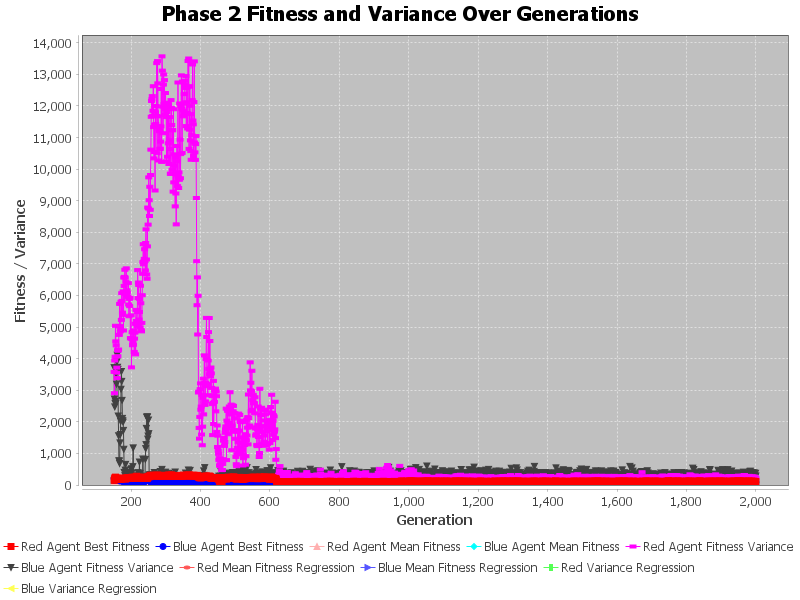 Phase 2 Fitness and Variance Over Generations
14,000
13,000
12,000
11,000
10,000
9,000
8,000
7,000
6,000
5,000
4,000
3,000
2,000
1,000
0
Fitness / Variance
200 400 600 800 1,000 1,200 1,400 1,600 1,800 2,000
Generation
Red Agent Best Fitness Blue Agent Best Fitness Red Agent Mean Fitness Blue Agent Mean Fitness Red Agent Fitness Variance
Blue Agent Fitness Variance Red Mean Fitness Regression Blue Mean Fitness Regression Red Variance Regression
Blue Variance Regression